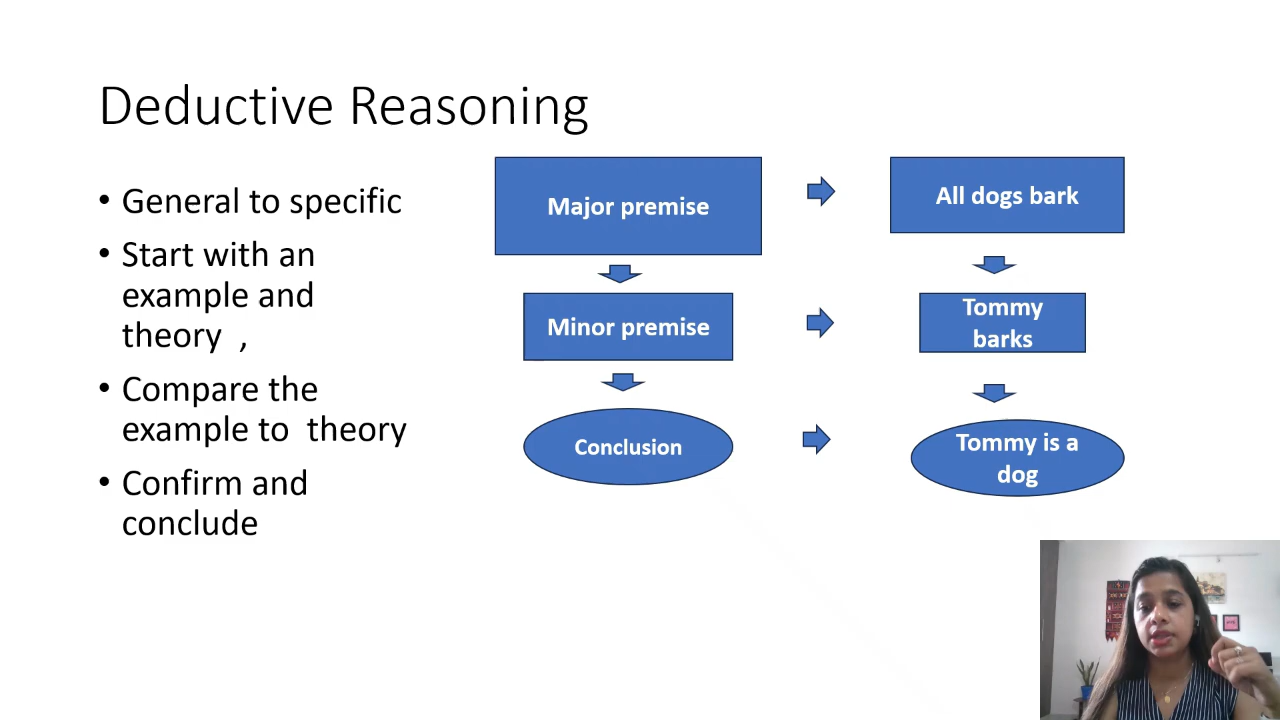 Deductive Reasoning
• General to specific
• Start with an
example and
theory ,
• Compare the
example to theory
• Confirm and
conclude
Major premise
All dogs bark
Minor premise
Tommy
barks
Conclusion
Tommy is a
dog